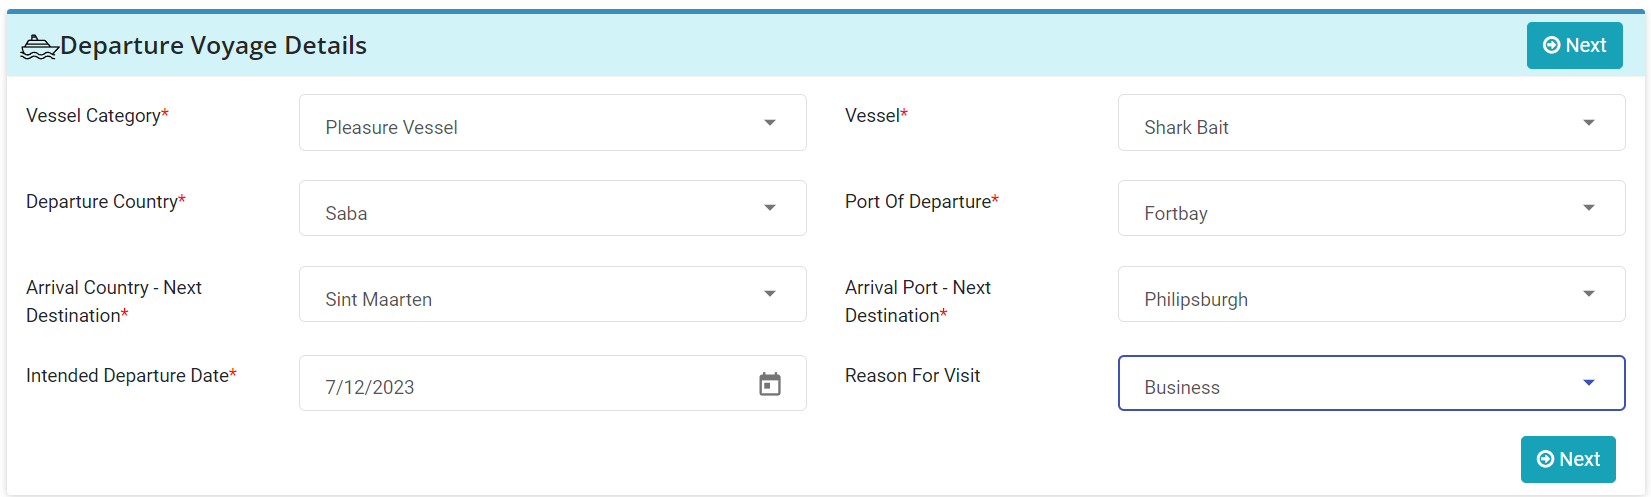 Departure Voyage Details
Next
Vessel Category*
Pleasure Vessel
Vessel*
Shark Bait
Departure Country*
Saba
Port Of Departure*
Fortbay
Arrival Country - Next
Destination*
Sint Maarten
Arrival Port - Next
Destination*
Philipsburgh
Intended Departure Date*
7/12/2023
Reason For Visit
Business
Next